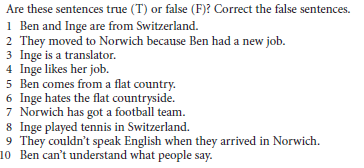 Are these sentences true (T) or false (F)? Correct the false sentences.
1 Ben and Inge are from Switzerland.
2 They moved to Norwich because Ben had a new job.
3 Inge is a translator.
4 Inge likes her job.
5 Ben comes from a flat country.
6 Inge hates the flat countryside.
7 Norwich has got a football team.
8 Inge played tennis in Switzerland.
9 They couldn't speak English when they arrived in Norwich.
10 Ben can't understand what people say.